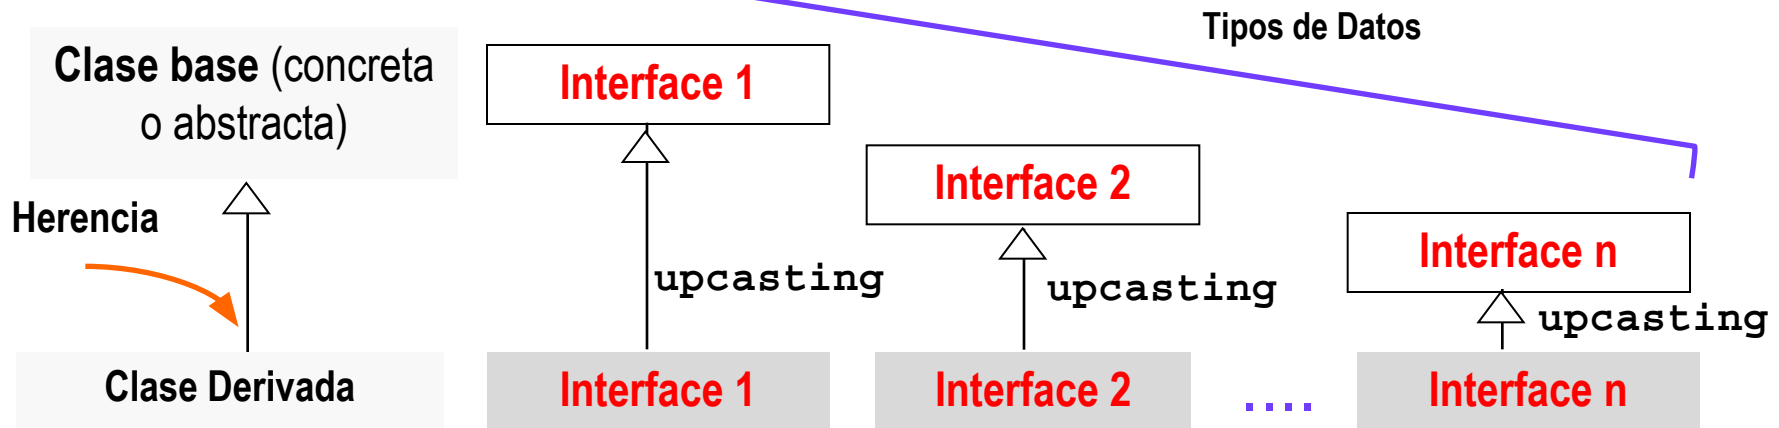 Tipos de Datos
Clase base (concreta
o abstracta)
Interface 1
Interface 2
Interface n
Herencia
upcasting
upcasting
upcasting
Clase Derivada
Interface 1
Interface 2
....
Interface n